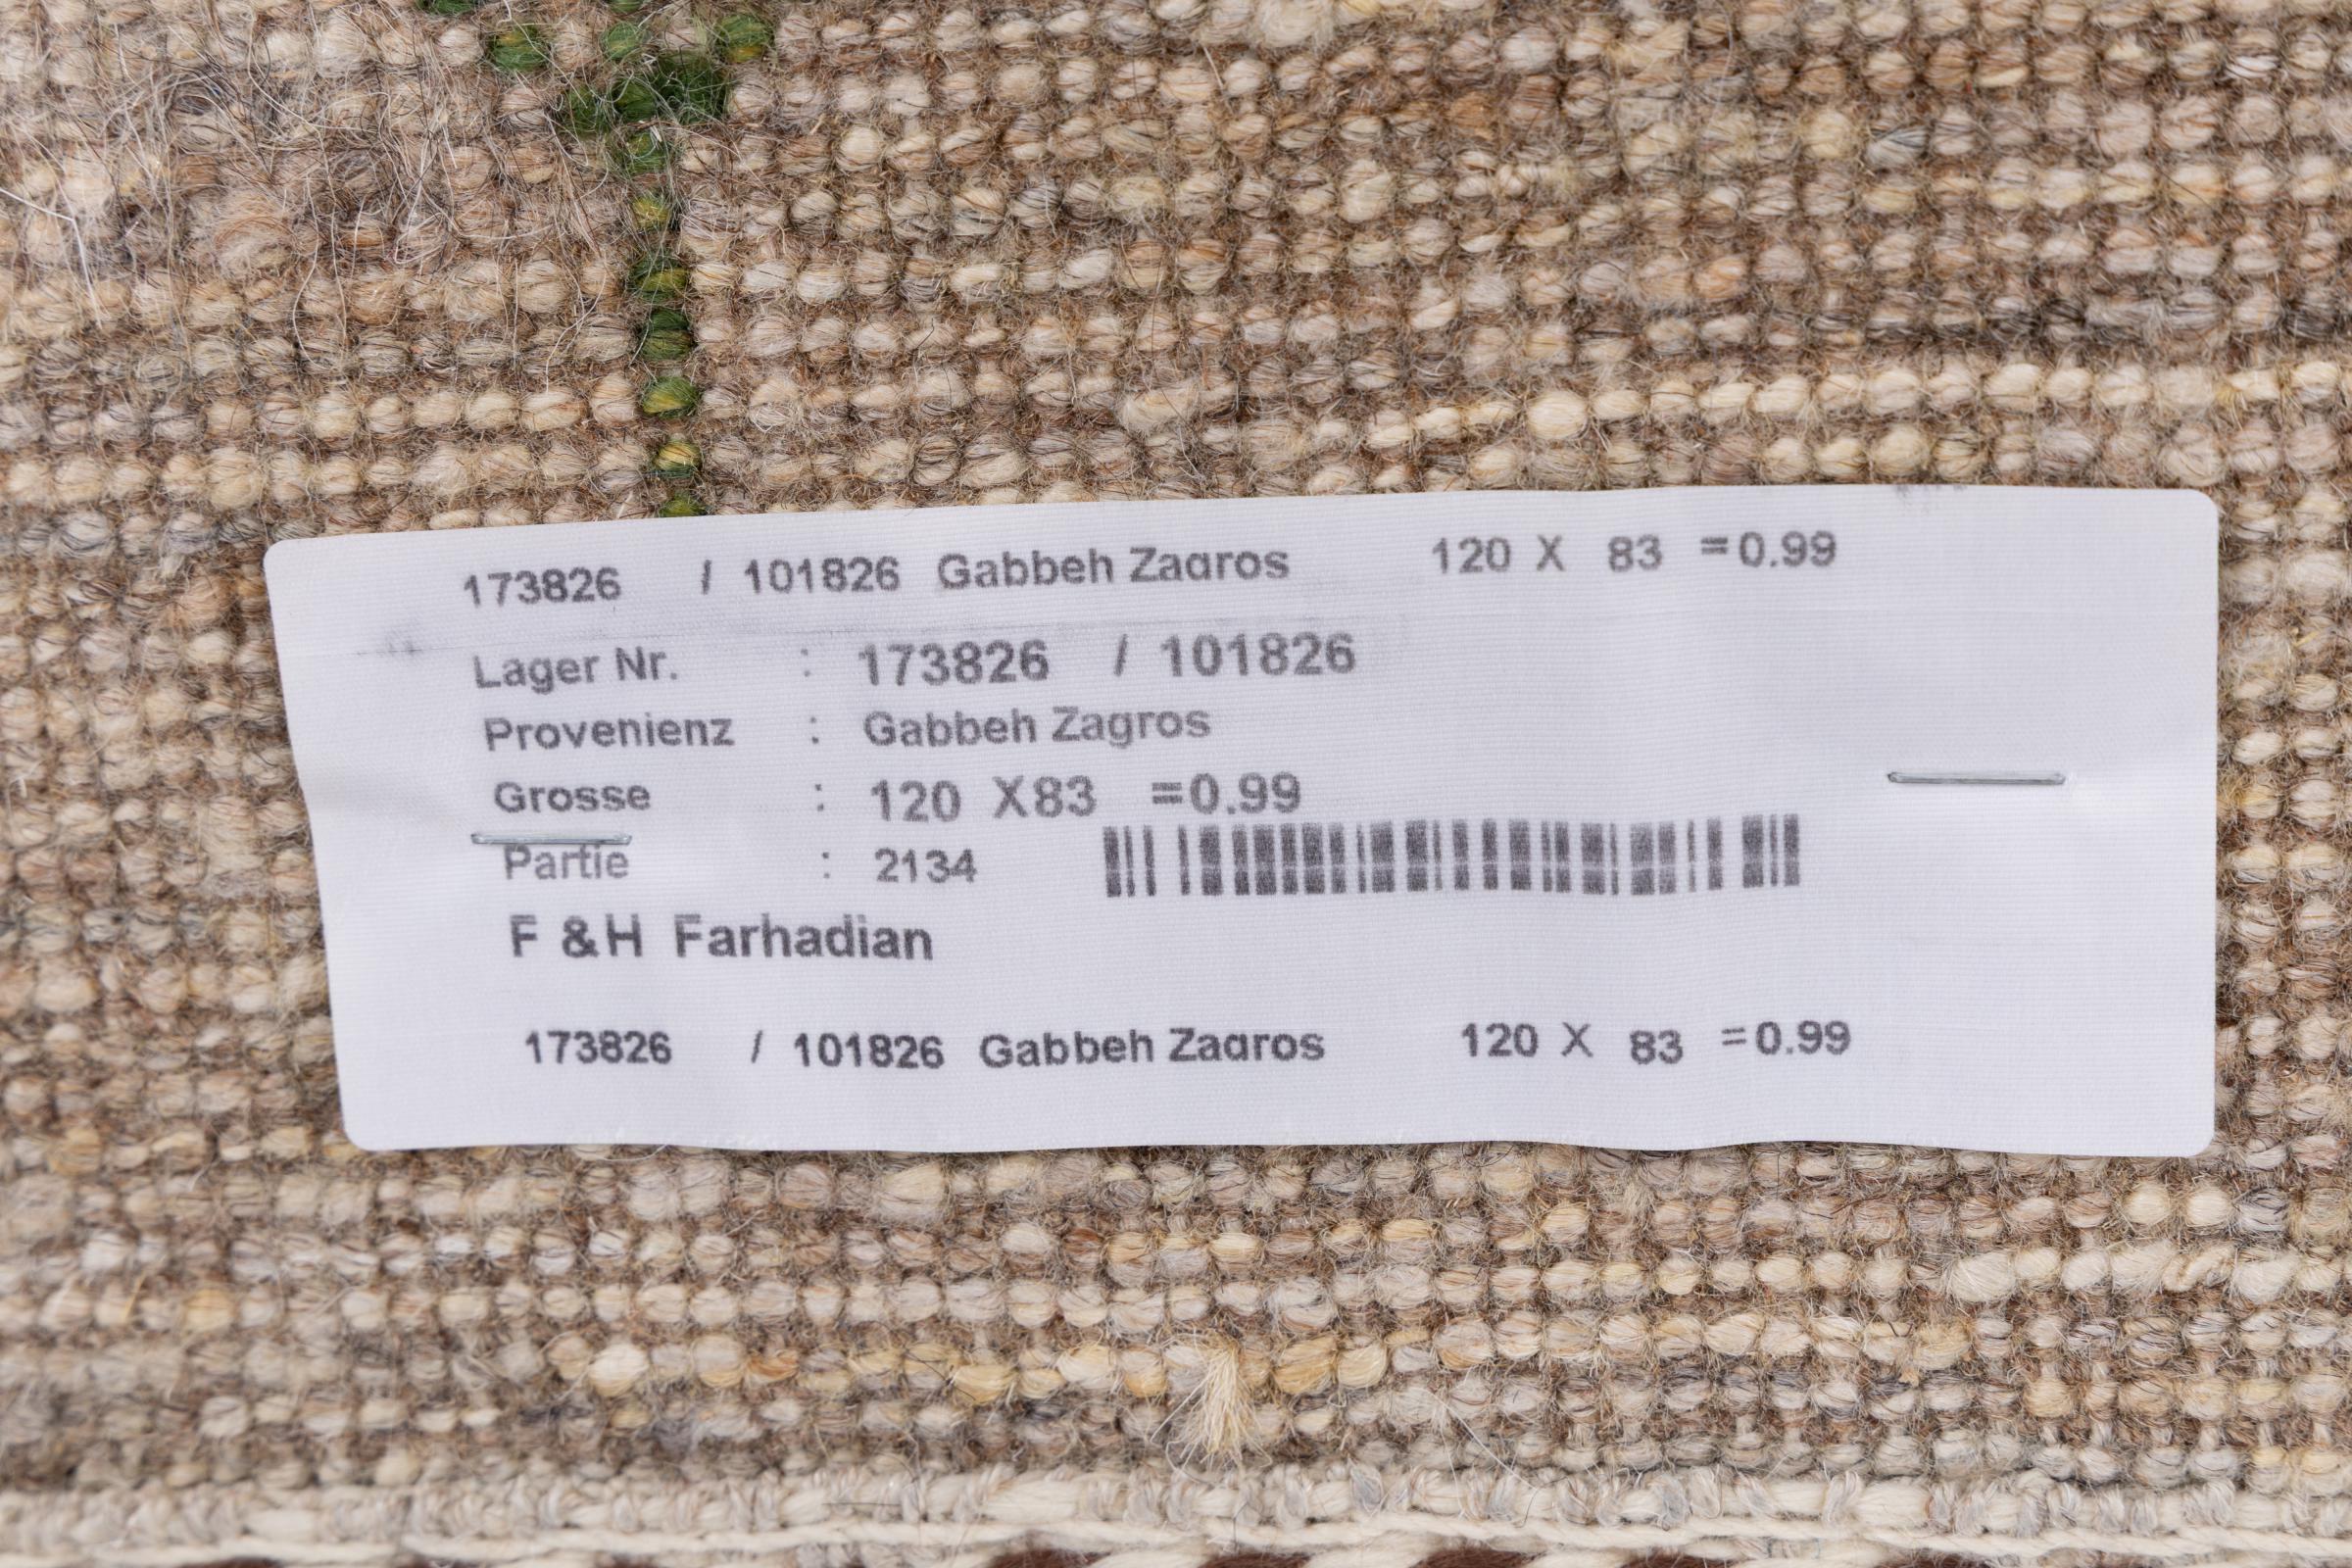 173826 / 101826 Gabbeh Zagros 120 X 83 =0.99
Lager Nr. : 173826 / 101826
Provenienz : Gabbeh Zagros
Grosse : 120 X83 =0.99
Partie : 2134
F &H Farhadian
173826 / 101826 Gabbeh Zagros 120 X 83 =0.99